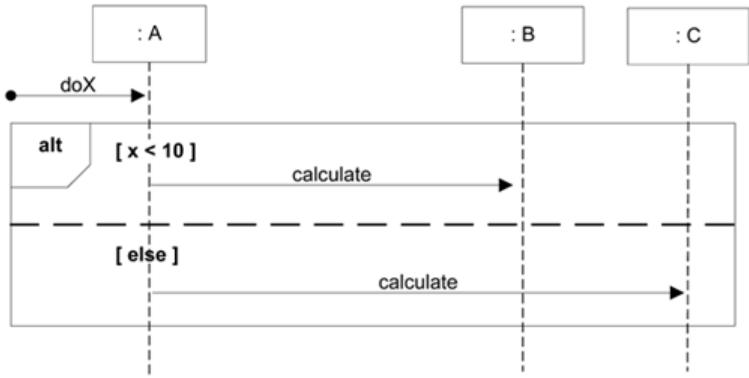 : A
: B
: C
doX
alt
[ x < 10 ]
calculate
[ else ]
calculate